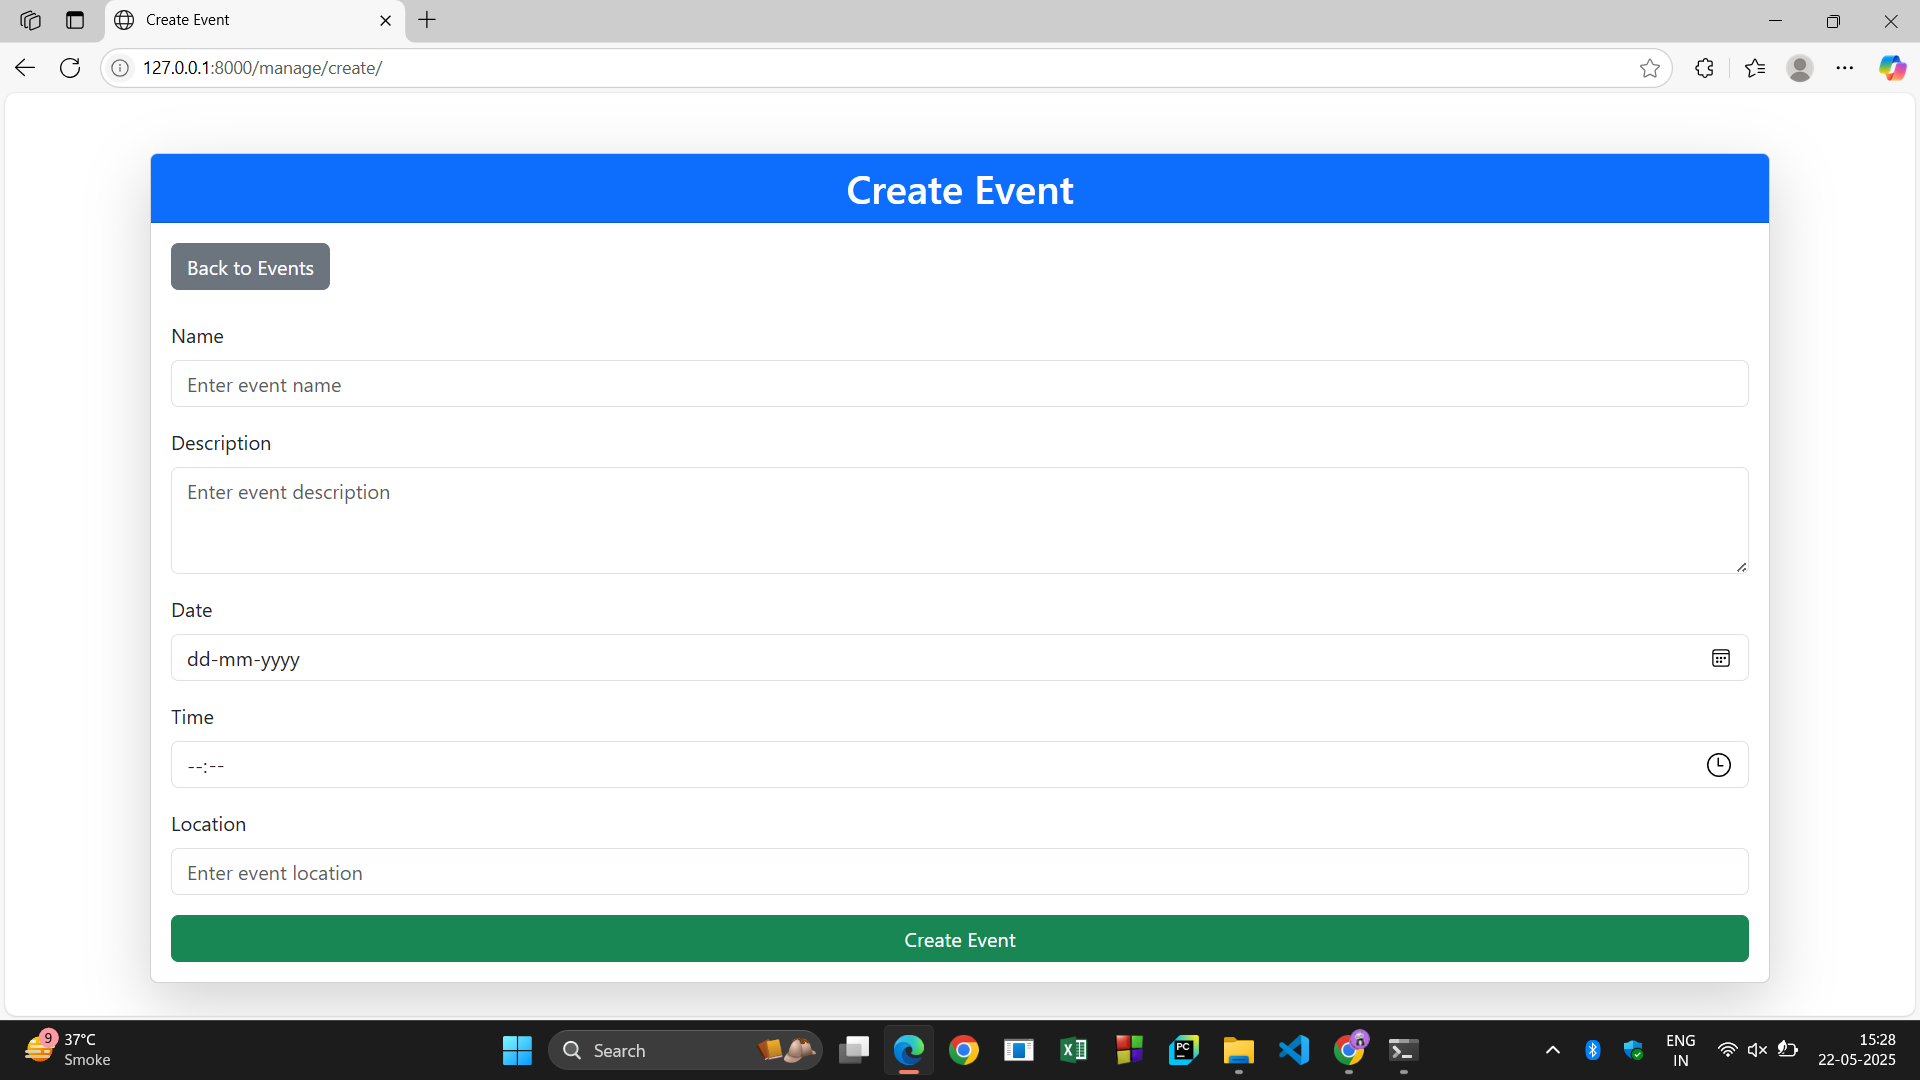 Create Event
127.0.0.1:8000/manage/create/
Create Event
Back to Events
Name
Enter event name
Description
Enter event description
Date
dd-mm-yyyy
Time
--:--
Location
Enter event location
Create Event
9
37°C
Smoke
Search
PC
ENG
IN
15:28
22-05-2025